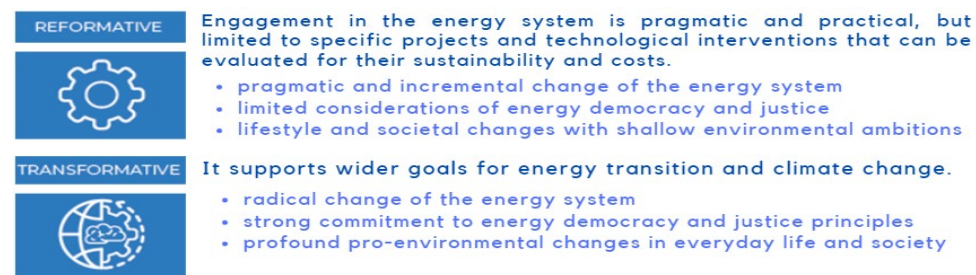 REFORMATIVE
Engagement in the energy system is pragmatic and practical, but
limited to specific projects and technological interventions that can be
evaluated for their sustainability and costs.
• pragmatic and incremental change of the energy system
• limited considerations of energy democracy and justice
• lifestyle and societal changes with shallow environmental ambitions
TRANSFORMATIVE
It supports wider goals for energy transition and climate change.
• radical change of the energy system
• strong commitment to energy democracy and justice principles
• profound pro-environmental changes in everyday life and society